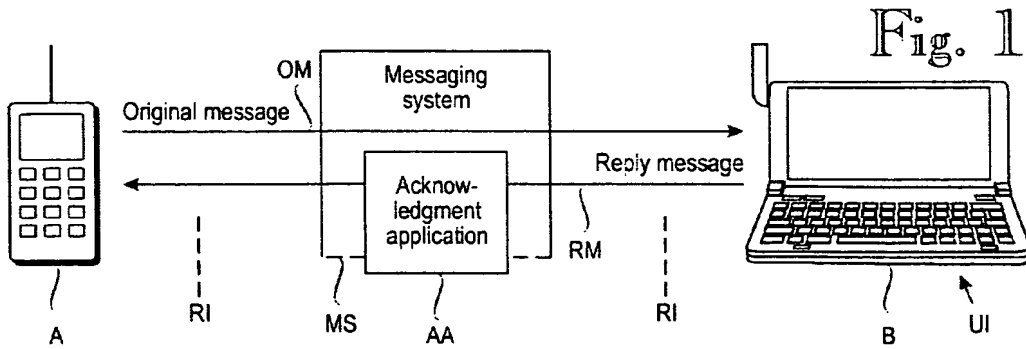 Fig. 1
OM
Messaging
system
Original message
Reply message
Acknow-
ledgment
application
RM
RI
MS
AA
RI
A
B
UI